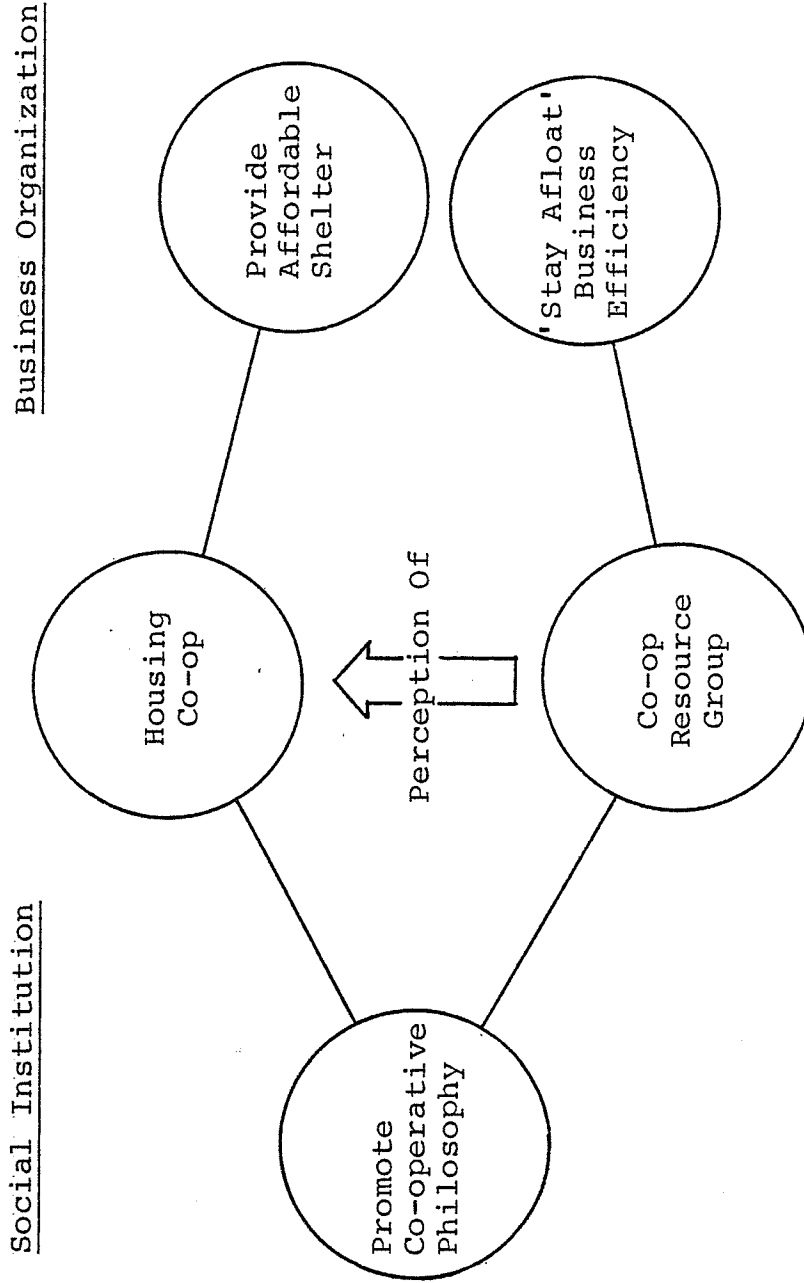 Social Institution
Business Organization
Housing
Co-op
Provide
Affordable
Shelter
Perception Of
Promote
Co-operative
Philosophy
Co-op
Resource
Group
'Stay Afloat'
Business
Efficiency